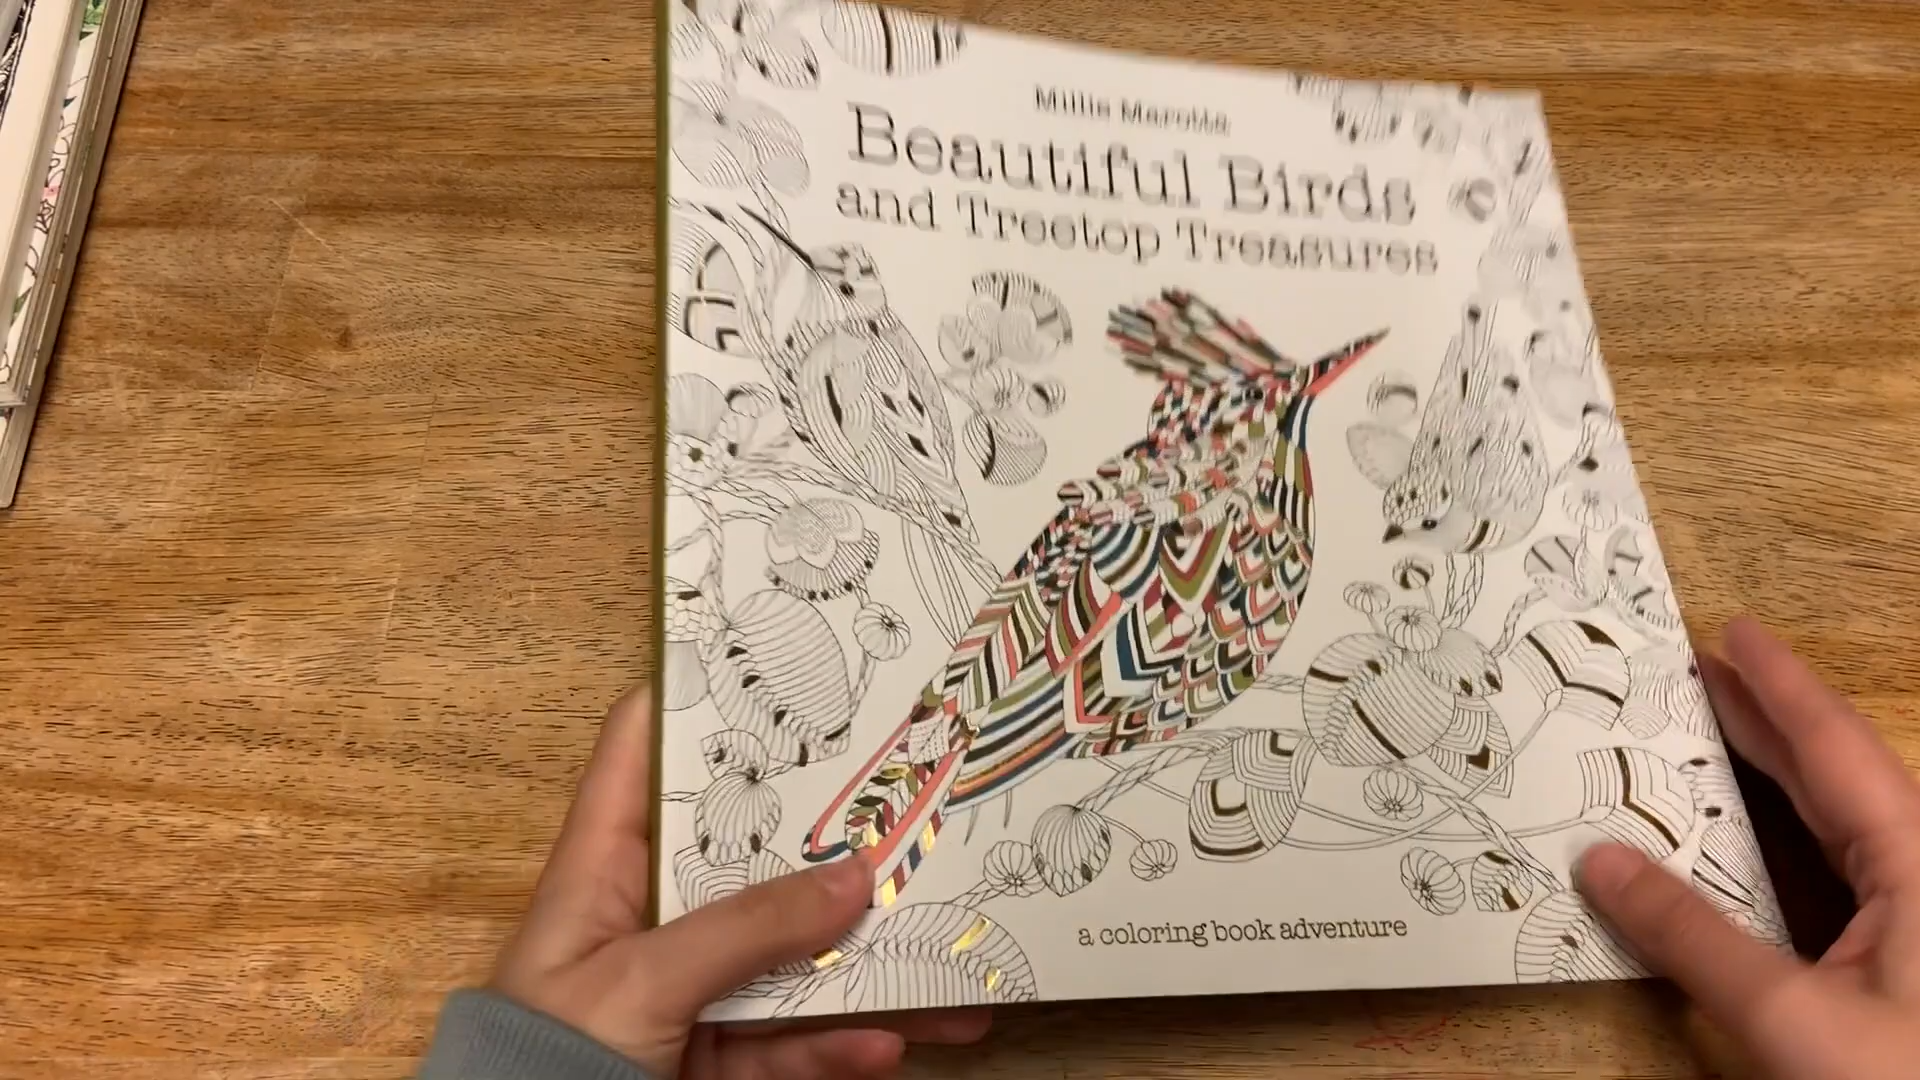 Millie Marotta
Beautiful Birds
and Treetop Treasures
a coloring book adventure